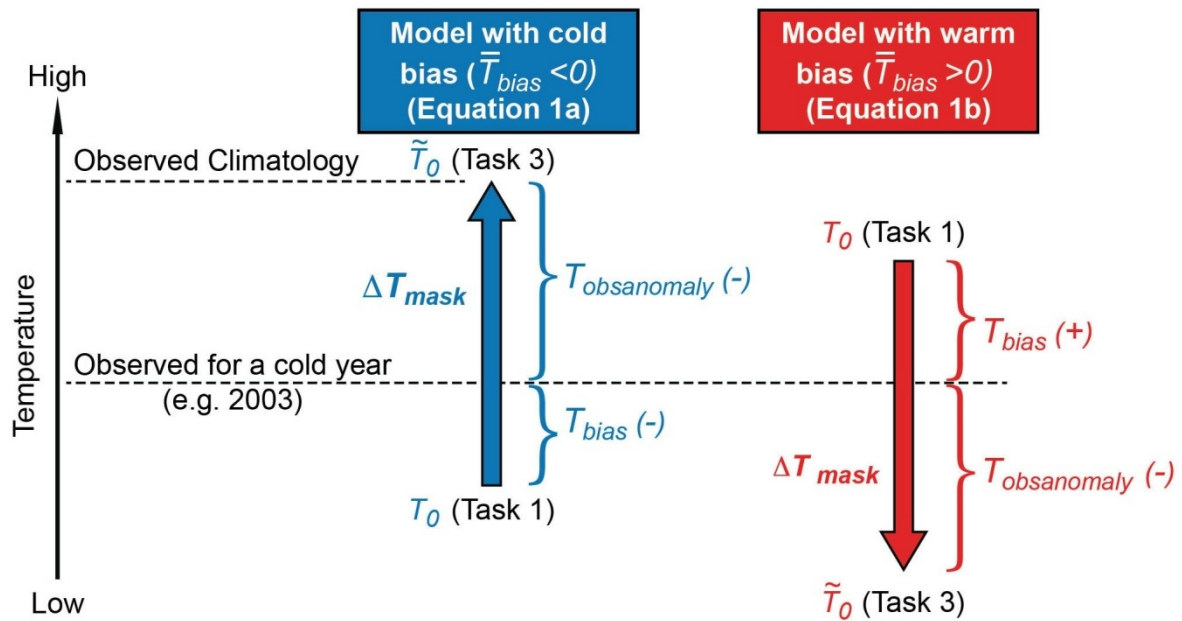 Model with cold
bias (T̿bias <0)
(Equation 1a)
Model with warm
bias (T̿bias >0)
(Equation 1b)
High
Observed Climatology
T̃0 (Task 3)
T0 (Task 1)
ΔTmask
Tobsanomaly (-)
Tbias (+)
Observed for a cold year
(e.g. 2003)
Temperature
Tbias (-)
ΔT mask
Tobsanomaly (-)
T0 (Task 1)
Low
T̃0 (Task 3)